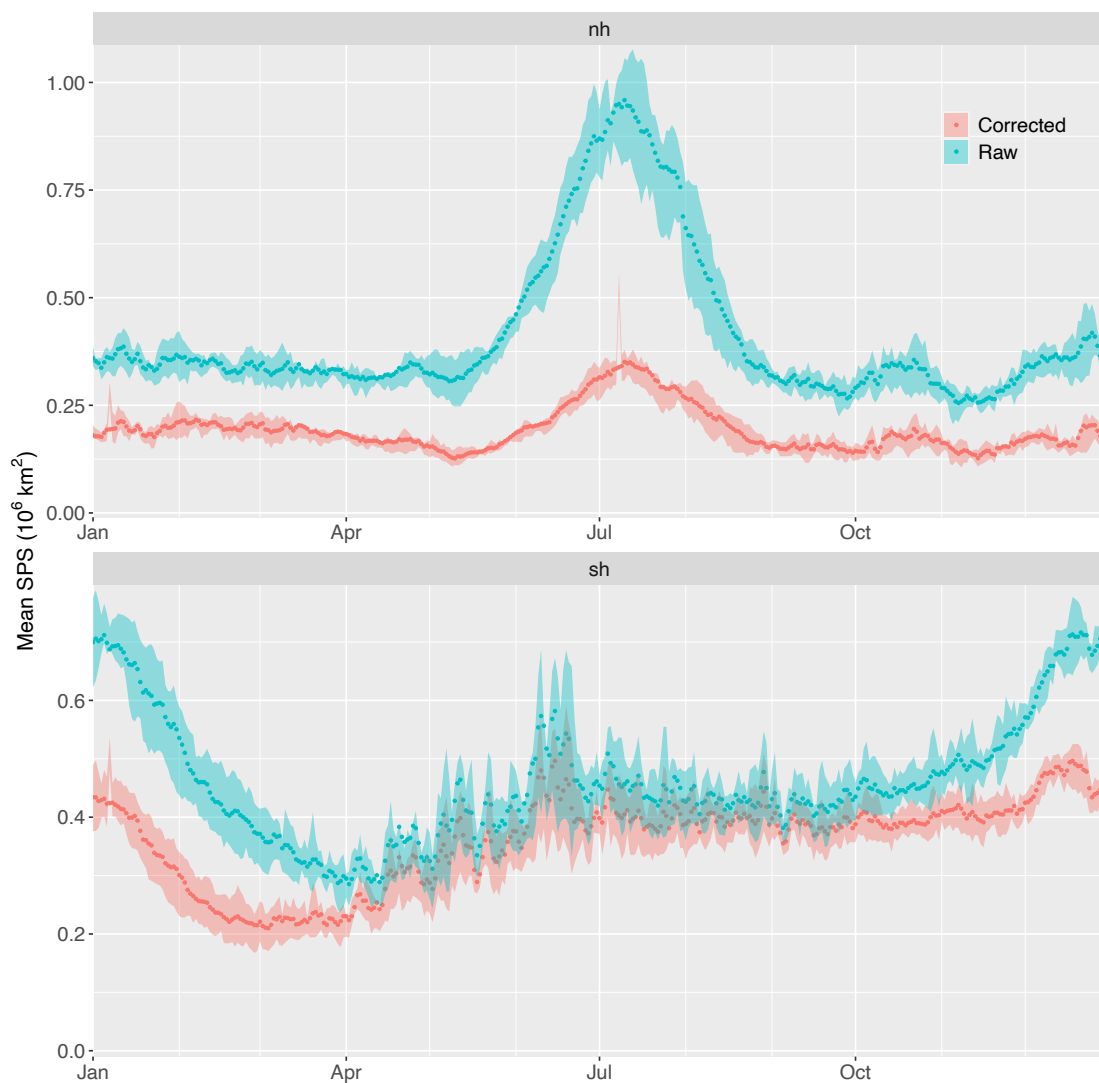 nh
1.00
0.75
0.50
0.25
0.00
Corrected
Raw
Jan
Apr
Jul
Oct
Mean SPS (10⁶ km²)
sh
0.6
0.4
0.2
0.0
Jan
Apr
Jul
Oct